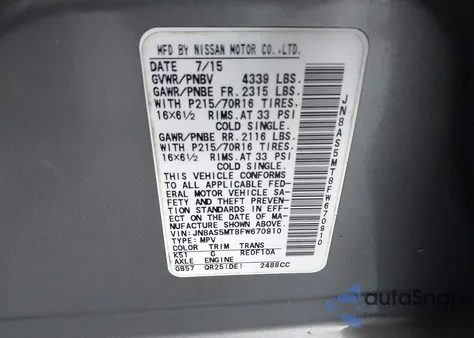 MFD BY NISSAN MOTOR CO.,LTD.
DATE 7/15
GVWR/PNBV 4339 LBS.
GAWR/PNBE FR. 2315 LBS.
WITH P215/70R16 TIRES.
16X6½ RIMS.AT 33 PSI
COLD SINGLE.
GAWR/PNBE RR. 2116 LBS.
WITH P215/70R16 TIRES.
16X6½ RIMS.AT 33 PSI
COLD SINGLE.
THIS VEHICLE CONFORMS
TO ALL APPLICABLE FED-
ERAL MOTOR VEHICLE SAFE-
TY AND THEFT PREV-
ENTION STANDARDS IN EFF-
ECT ON THE DATE OF MA-
NUFACTURE SHOWN ABOVE.
VIN: JN8AS5MT8FW670910
TYPE: MPV
COLOR TRIM TRANS
K51 G RE0F10A
AXLE ENGINE
GB57 QR25(DE) 2488CC
JN8AS5MT8FW670910
AutoSnap